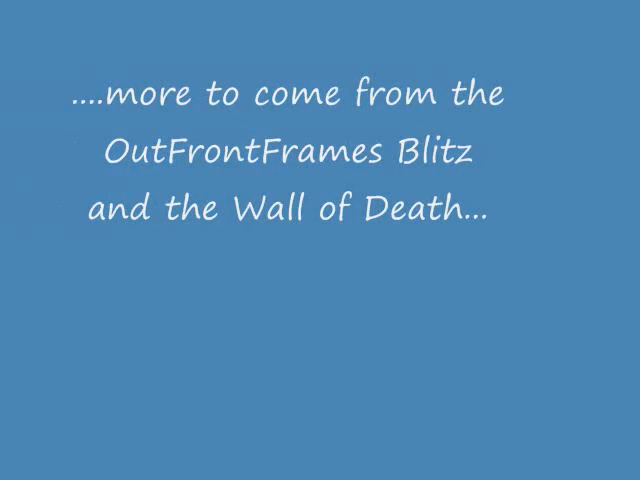 ....more to come from the
OutFrontFrames Blitz
and the Wall of Death...